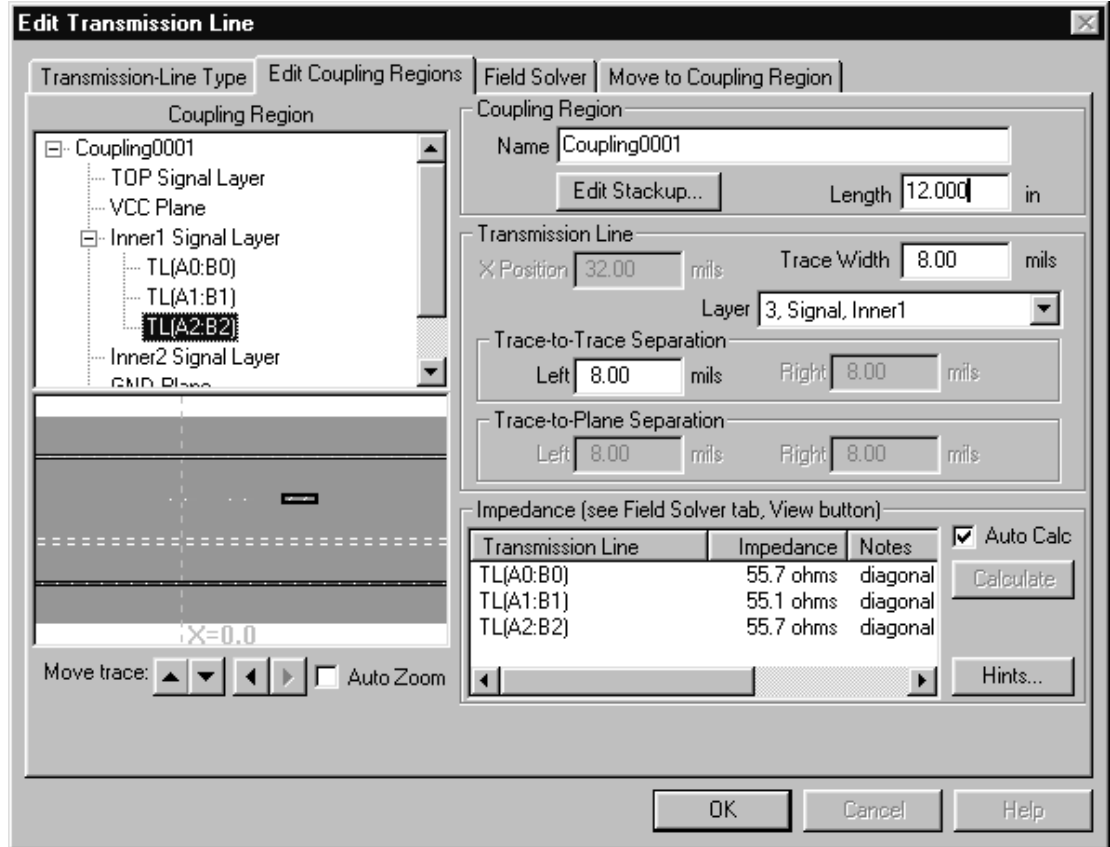 Edit Transmission Line
Transmission-Line Type
Edit Coupling Regions
Field Solver
Move to Coupling Region
Coupling Region
Coupling0001
TOP Signal Layer
VCC Plane
Inner1 Signal Layer
TL(A0:B0)
TL(A1:B1)
TL(A2:B2)
Inner2 Signal Layer
GND Plane
X=0.0
Move trace:
Auto Zoom
Coupling Region
Name Coupling0001
Edit Stackup...
Length 12.000 in
Transmission Line
X Position 32.00 mils
Trace Width 8.00 mils
Layer 3, Signal, Inner1
Trace-to-Trace Separation
Left 8.00 mils Right 8.00 mils
Trace-to-Plane Separation
Left 8.00 mils Right 8.00 mils
Impedance (see Field Solver tab, View button)
Transmission Line Impedance Notes
TL(A0:B0) 55.7 ohms diagonal
TL(A1:B1) 55.1 ohms diagonal
TL(A2:B2) 55.7 ohms diagonal
Auto Calc
Calculate
Hints...
OK
Cancel
Help